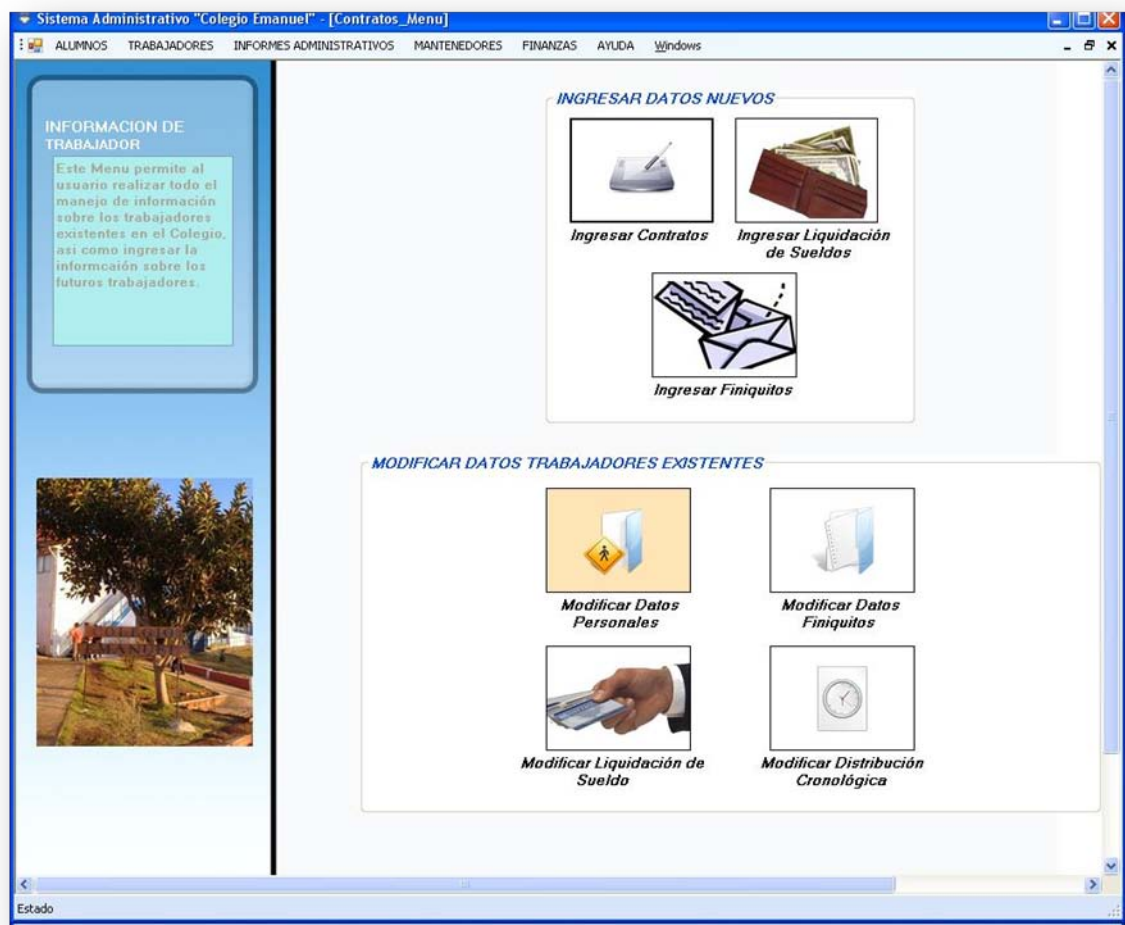 Sistema Administrativo "Colegio Emanuel" - [Contratos_Menu]
ALUMNOS TRABAJADORES INFORMES ADMINISTRATIVOS MANTENEDORES FINANZAS AYUDA Windows
INFORMACION DE
TRABAJADOR
Este Menu permite al
usuario realizar todo el
manejo de información
sobre los trabajadores
existentes en el Colegio,
asi como ingresar la
informcaión sobre los
futuros trabajadores.
INGRESAR DATOS NUEVOS
Ingresar Contratos
Ingresar Liquidación
de Sueldos
Ingresar Finiquitos
MODIFICAR DATOS TRABAJADORES EXISTENTES
Modificar Datos
Personales
Modificar Datos
Finiquitos
Modificar Liquidación de
Sueldo
Modificar Distribución
Cronológica
Estado